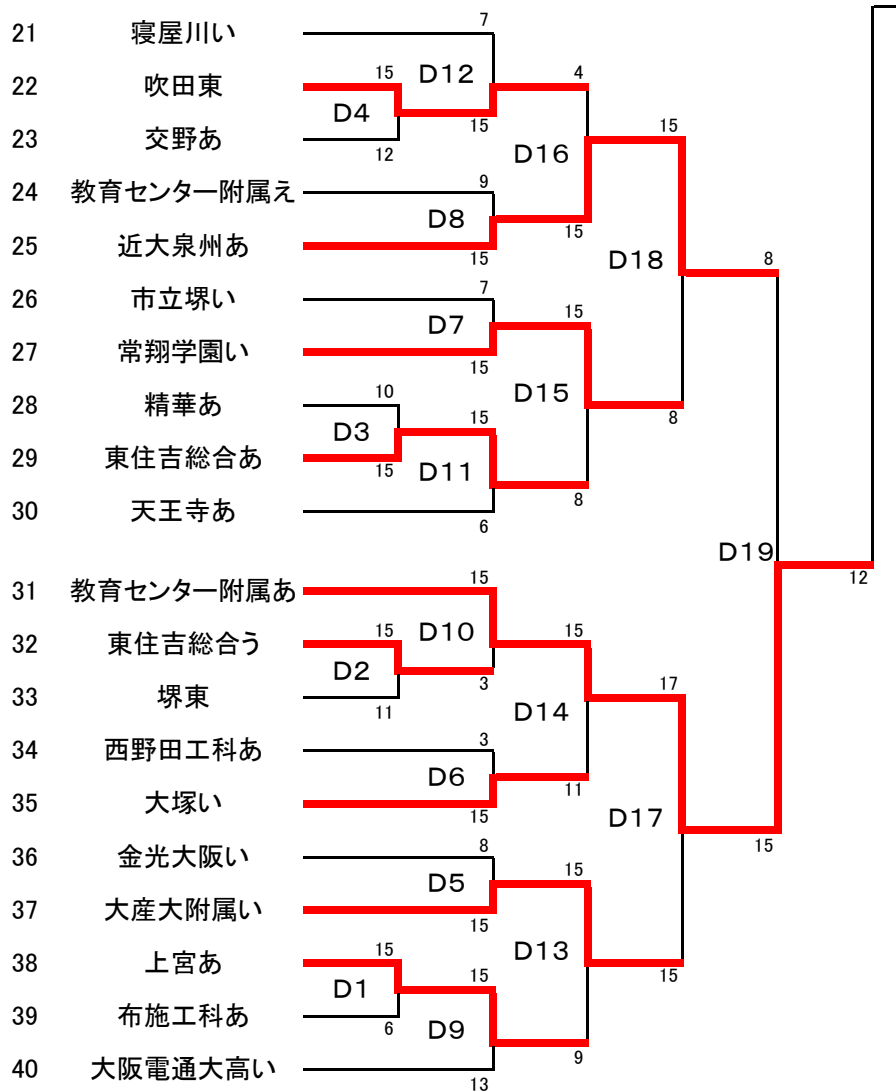 7
21 寝屋川い
15 D12 4
22 吹田東
D4 15 15
23 交野あ
12 D16
9
24 教育センター附属え
D8 15
25 近大泉州あ
15 D18 8
7
26 市立堺い
D7 15
27 常翔学園い
15
10 D15
28 精華あ
15 8
D3
29 東住吉総合あ
15 D11
8
30 天王寺あ
6
D19
15 12
31 教育センター附属あ
15 D10 15
32 東住吉総合う
D2 3 17
33 堺東
11 D14
3
34 西野田工科あ
D6 11
35 大塚い
15 D17
8 15
36 金光大阪い
D5 15
37 大産大附属い
15
15 D13
38 上宮あ
15 15
D1
39 布施工科あ
6 D9
9
40 大阪電通大高い
13